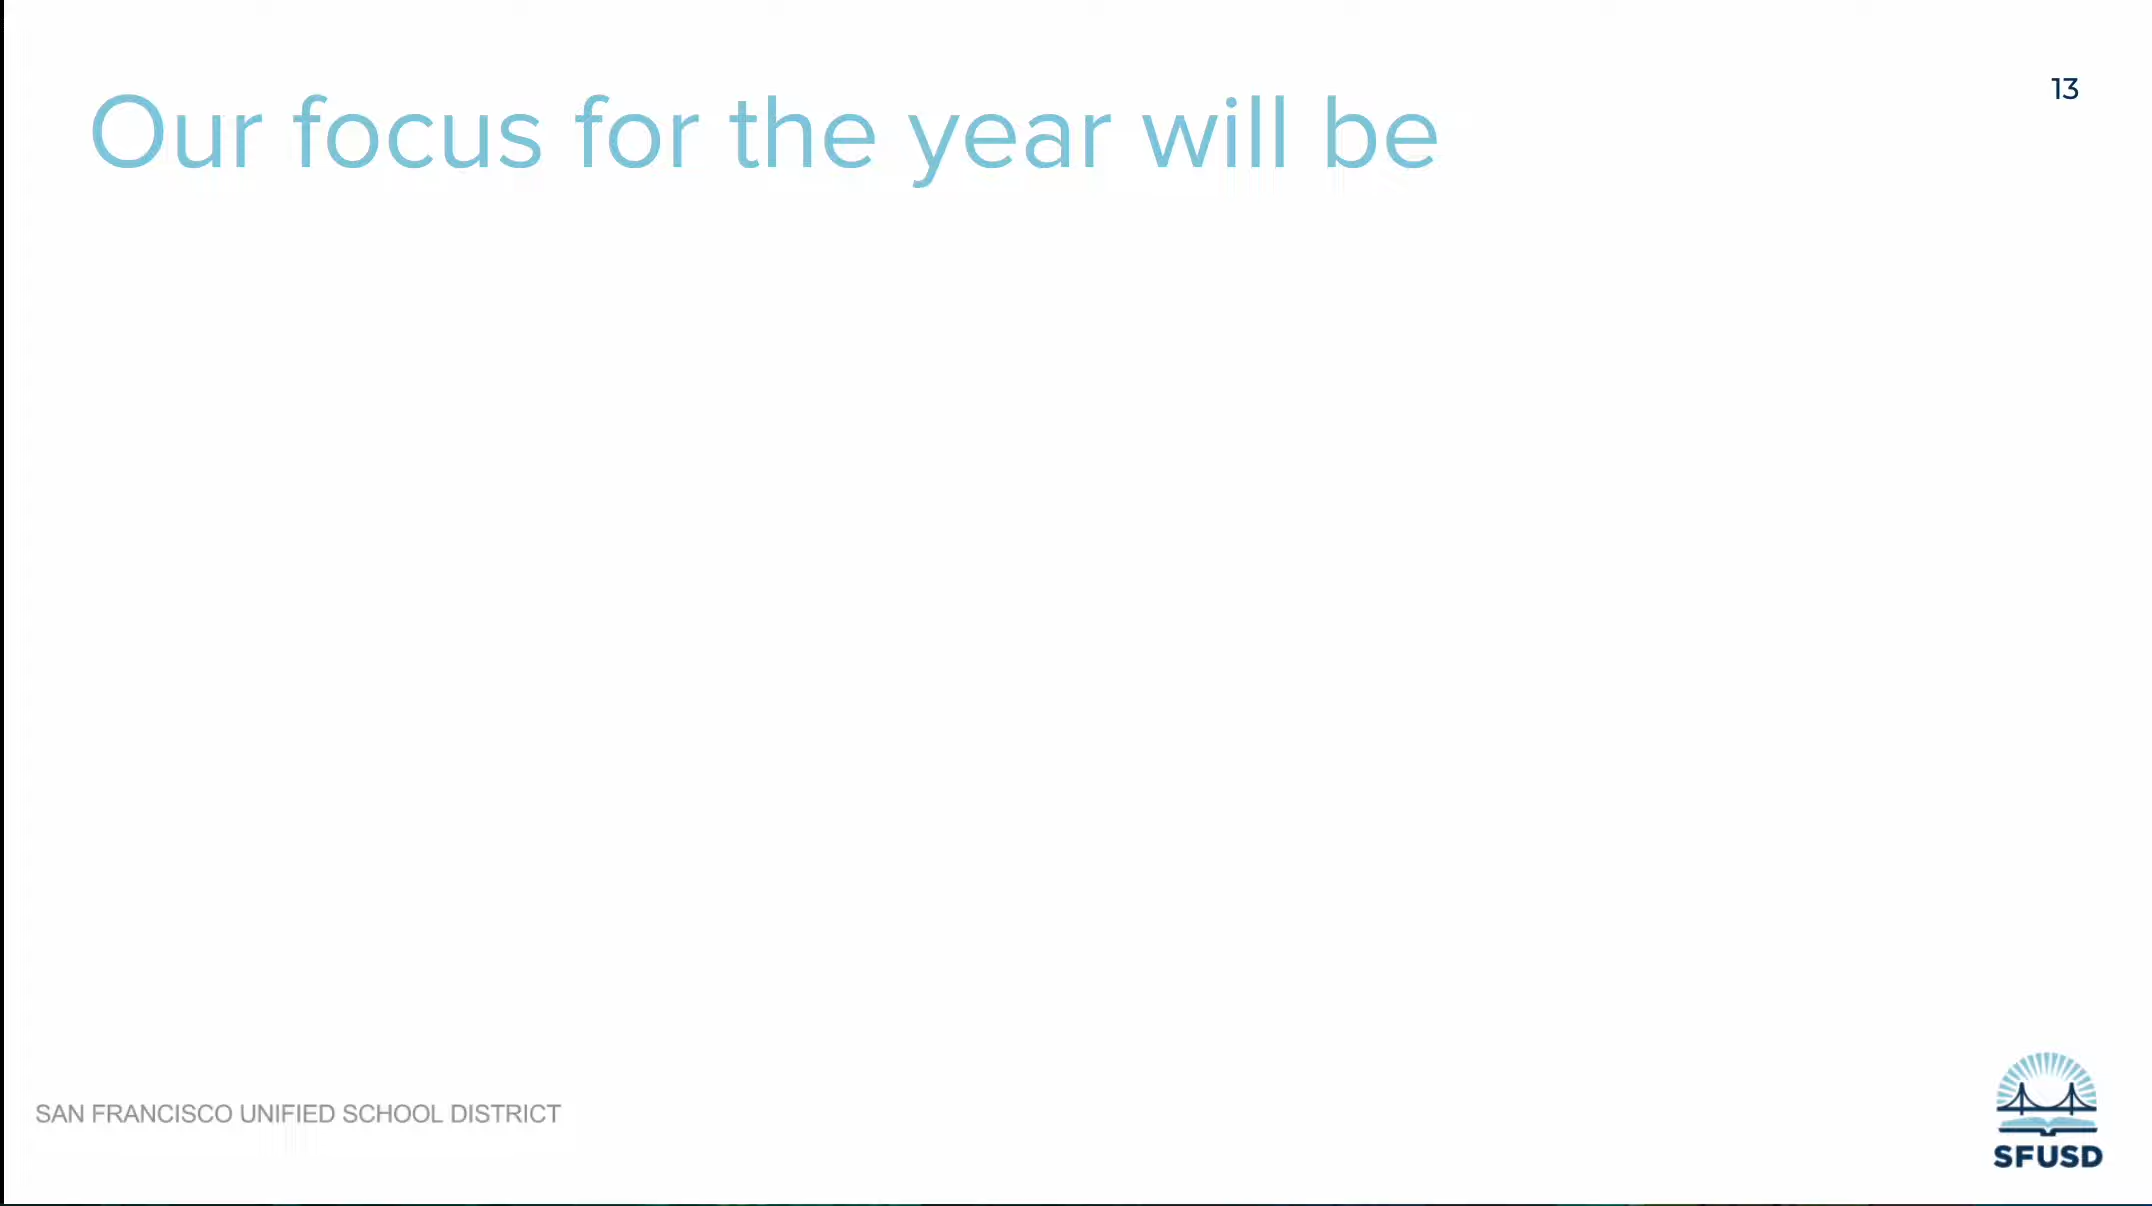 Our focus for the year will be
13
SAN FRANCISCO UNIFIED SCHOOL DISTRICT
SFUSD